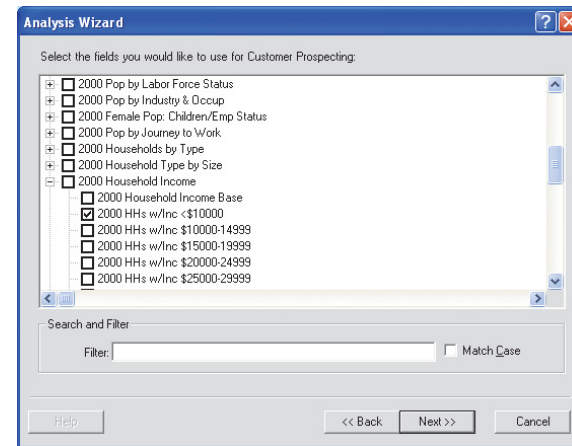 Analysis Wizard
Select the fields you would like to use for Customer Prospecting:
2000 Pop by Labor Force Status
2000 Pop by Industry & Occup
2000 Female Pop: Children/Emp Status
2000 Pop by Journey to Work
2000 Households by Type
2000 Household Type by Size
2000 Household Income
2000 Household Income Base
2000 HHs w/Inc <$10000
2000 HHs w/Inc $10000-14999
2000 HHs w/Inc $15000-19999
2000 HHs w/Inc $20000-24999
2000 HHs w/Inc $25000-29999
Search and Filter
Filter:
Match Case
Help
<< Back
Next >>
Cancel